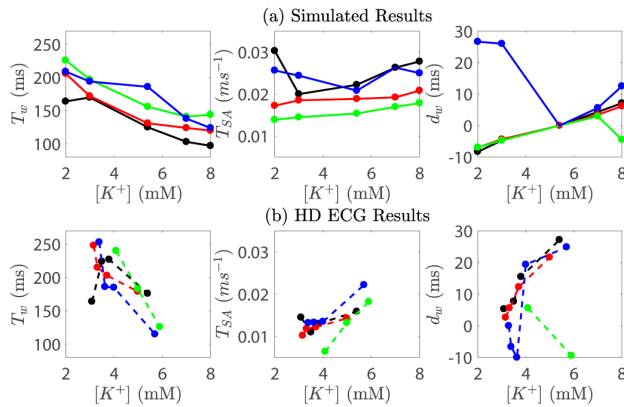 (a) Simulated Results
250
200
150
100
T_w (ms)
2 4 6 8
[K^+] (mM)
0.03
0.02
0.01
T_{SA} (ms^{-1})
2 4 6 8
[K^+] (mM)
30
20
10
0
-10
d_w (ms)
2 4 6 8
[K^+] (mM)
(b) HD ECG Results
250
200
150
100
T_w (ms)
2 4 6 8
[K^+] (mM)
0.03
0.02
0.01
T_{SA} (ms^{-1})
2 4 6 8
[K^+] (mM)
30
20
10
0
-10
d_w (ms)
2 4 6 8
[K^+] (mM)